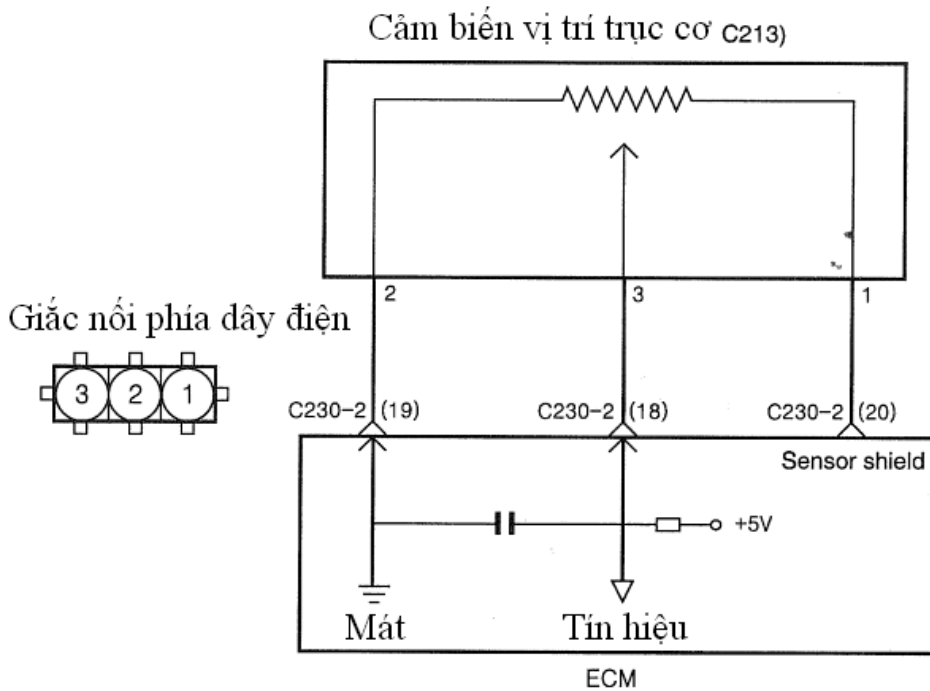 Cảm biến vị trí trục cơ C213)
2 3 1
Giắc nối phía dây điện
3 2 1
C230-2 (19) C230-2 (18) C230-2 (20)
Sensor shield
+5V
Mát Tín hiệu
ECM